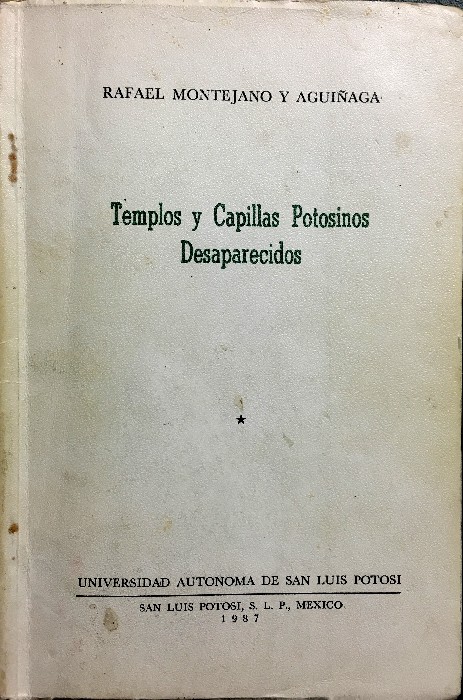 RAFAEL MONTEJANO Y AGUIÑAGA
Templos y Capillas Potosinos
Desaparecidos
UNIVERSIDAD AUTONOMA DE SAN LUIS POTOSI
SAN LUIS POTOSI, S. L. P., MEXICO
1987